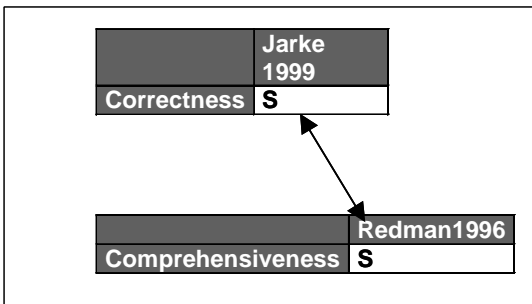 Jarke
1999
Correctness S
Redman1996
Comprehensiveness S